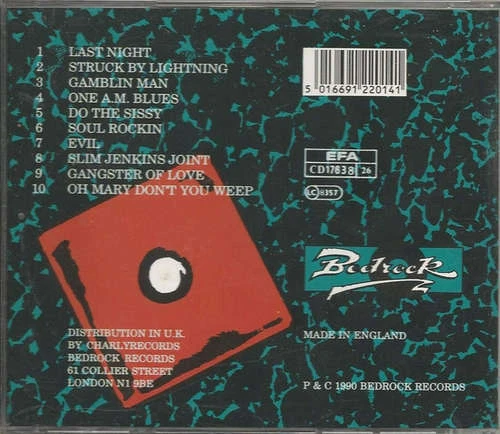 1 LAST NIGHT
2 STRUCK BY LIGHTNING
3 GAMBLIN MAN
4 ONE A.M. BLUES
5 DO THE SISSY
6 SOUL ROCKIN
7 EVIL
8 SLIM JENKINS JOINT
9 GANGSTER OF LOVE
10 OH MARY DON'T YOU WEEP
5 016691 220141
EFA
CD17838 26
LC 8357
Bedrock
DISTRIBUTION IN U.K.
BY CHARLYRECORDS
BEDROCK RECORDS
61 COLLIER STREET
LONDON N1 9BE
MADE IN ENGLAND
P & C 1990 BEDROCK RECORDS